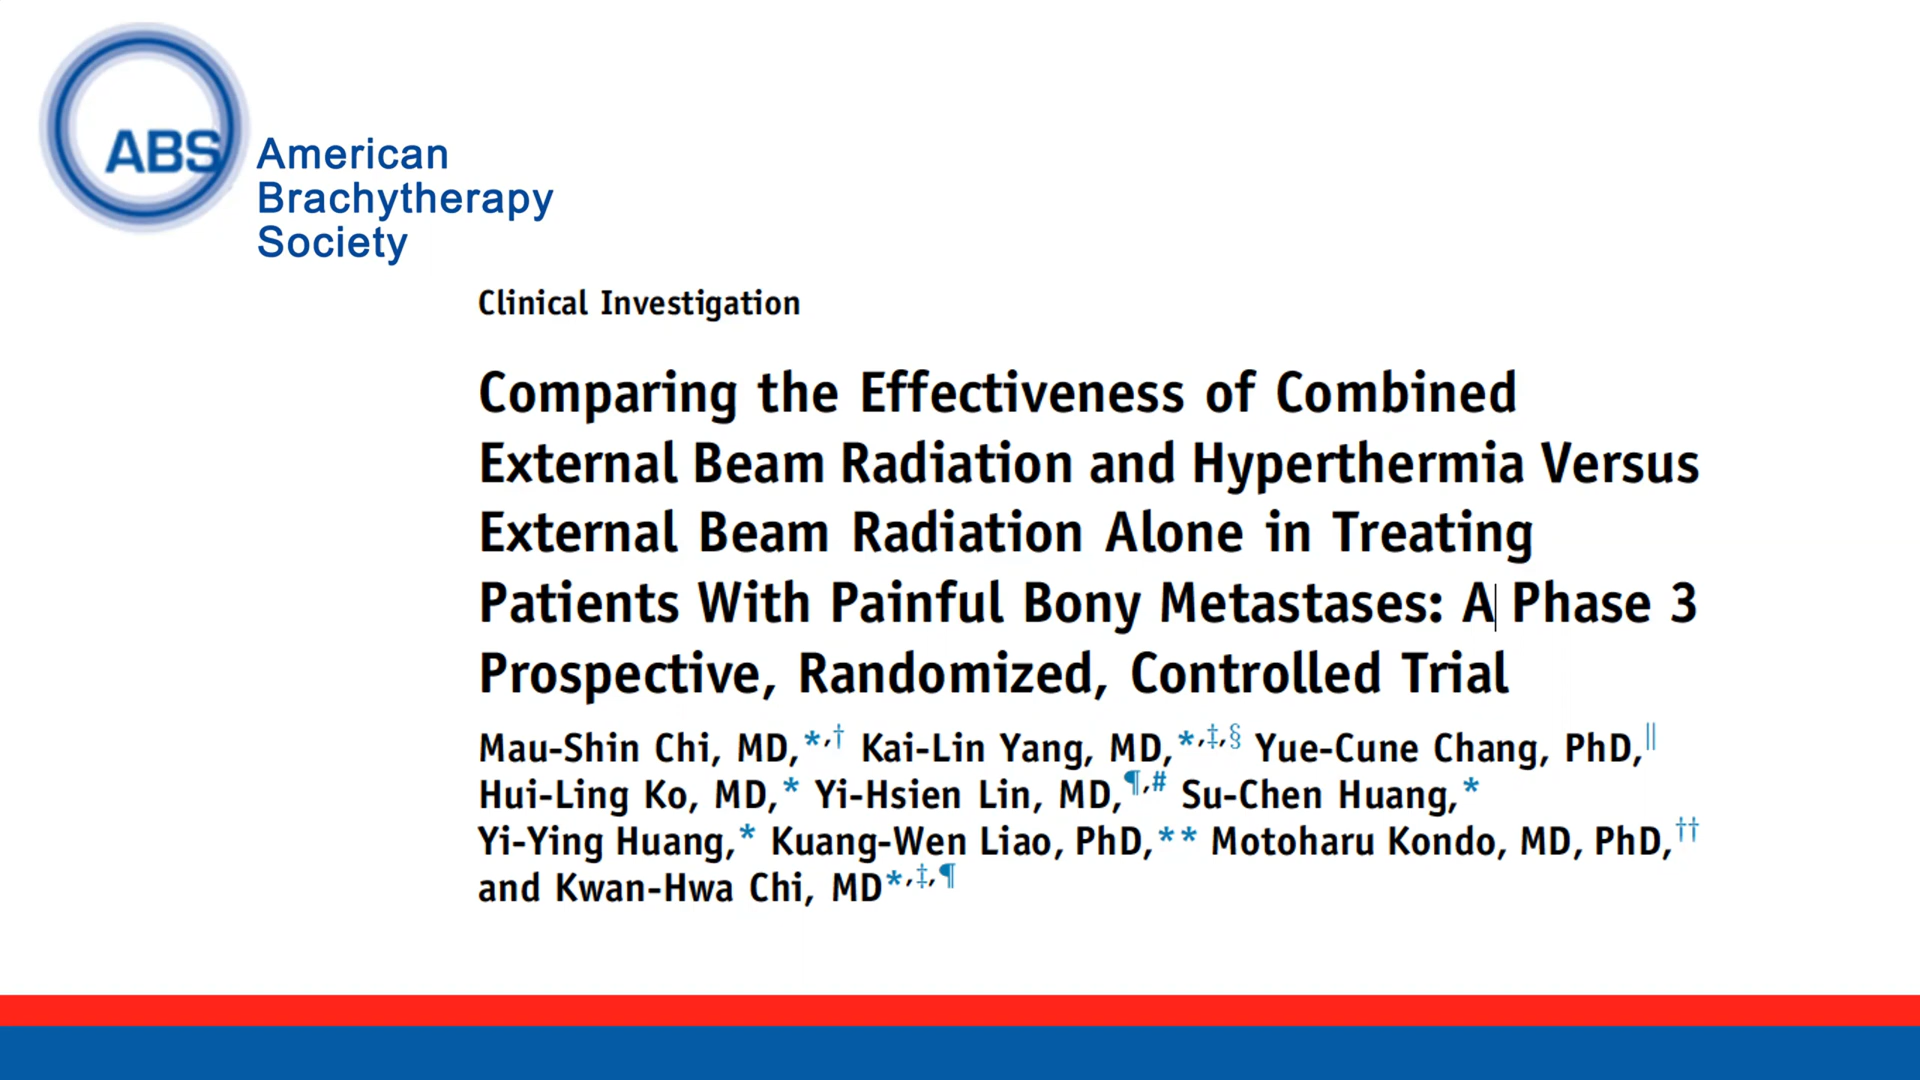 ABS
American
Brachytherapy
Society
Clinical Investigation
Comparing the Effectiveness of Combined
External Beam Radiation and Hyperthermia Versus
External Beam Radiation Alone in Treating
Patients With Painful Bony Metastases: A Phase 3
Prospective, Randomized, Controlled Trial
Mau-Shin Chi, MD,*,† Kai-Lin Yang, MD,*,‡,§ Yue-Cune Chang, PhD,‖
Hui-Ling Ko, MD,* Yi-Hsien Lin, MD,¶,# Su-Chen Huang,*
Yi-Ying Huang,* Kuang-Wen Liao, PhD,** Motoharu Kondo, MD, PhD,††
and Kwan-Hwa Chi, MD*,‡,¶